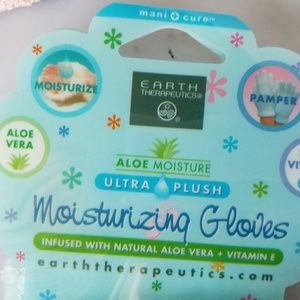 mani + cure™
MOISTURIZE
EARTH
THERAPEUTICS®
PAMPER
ALOE
VERA
ALOE MOISTURE
ULTRA PLUSH
Moisturizing Gloves
INFUSED WITH NATURAL ALOE VERA + VITAMIN E
earththerapeutics.com